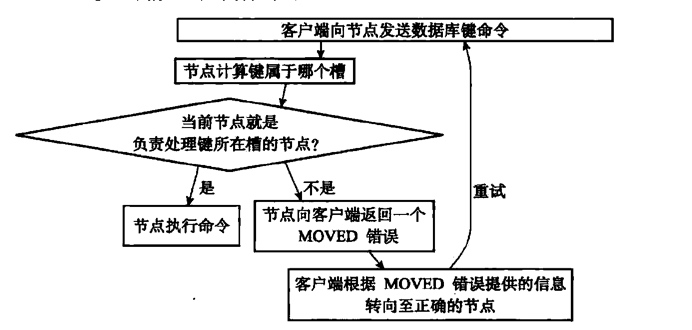 客户端向节点发送数据库键命令
节点计算键属于哪个槽
当前节点就是
负责处理键所在槽的节点?
是
不是
重试
节点执行命令
节点向客户端返回一个
MOVED 错误
客户端根据 MOVED 错误提供的信息
转向至正确的节点